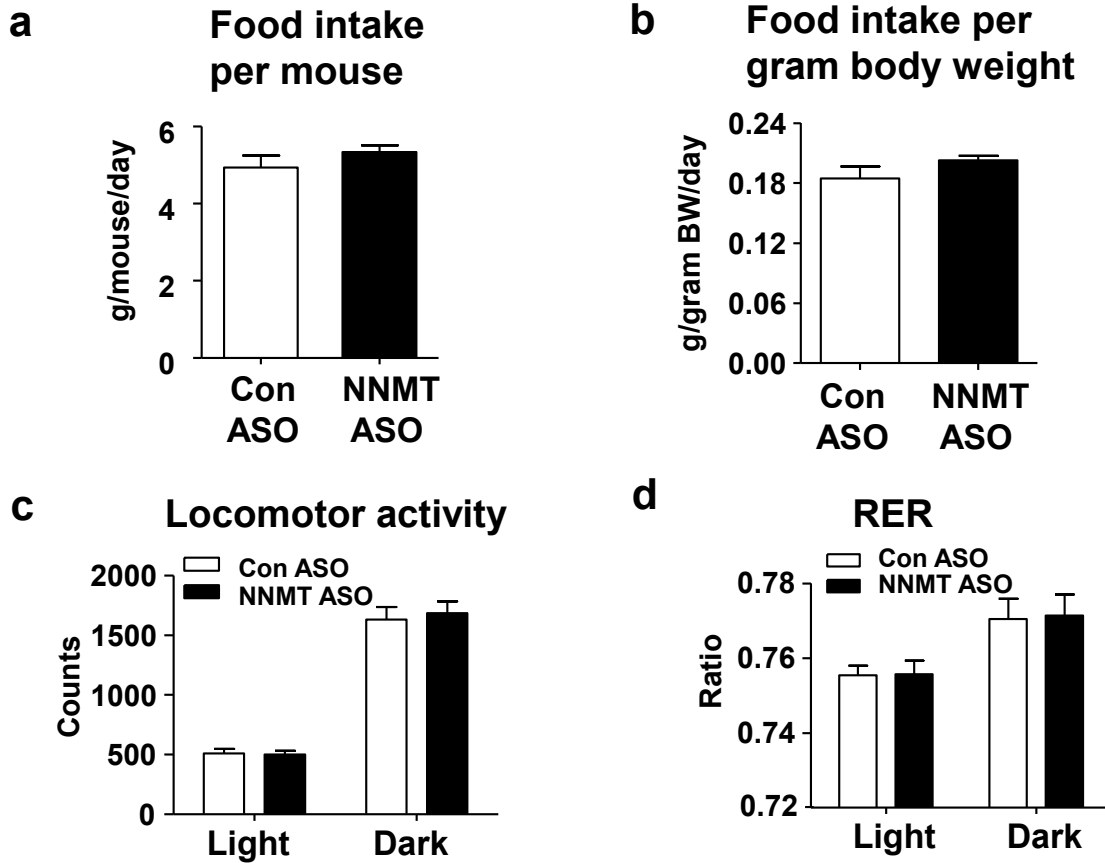 a
Food intake
per mouse
g/mouse/day
6
4
2
0
Con
ASO
NNMT
ASO
b
Food intake per
gram body weight
g/gram BW/day
0.24
0.18
0.12
0.06
0.00
Con
ASO
NNMT
ASO
c
Locomotor activity
Con ASO
NNMT ASO
Counts
2000
1500
1000
500
0
Light
Dark
d
RER
Con ASO
NNMT ASO
Ratio
0.78
0.76
0.74
0.72
Light
Dark